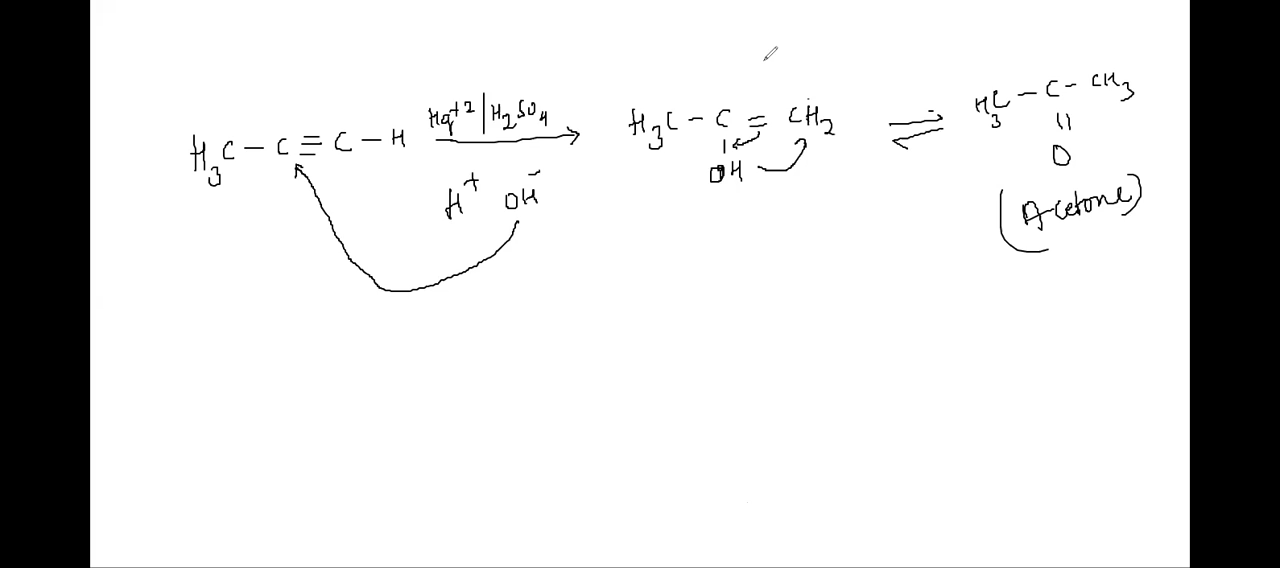 H₃C – C ≡ C – H  Hg⁺²|H₂SO₄ →  H₃C – C = CH₂  ⇌  H₃C – C – CH₃
H⁺ OH⁻  OH  || O
(Acetone)